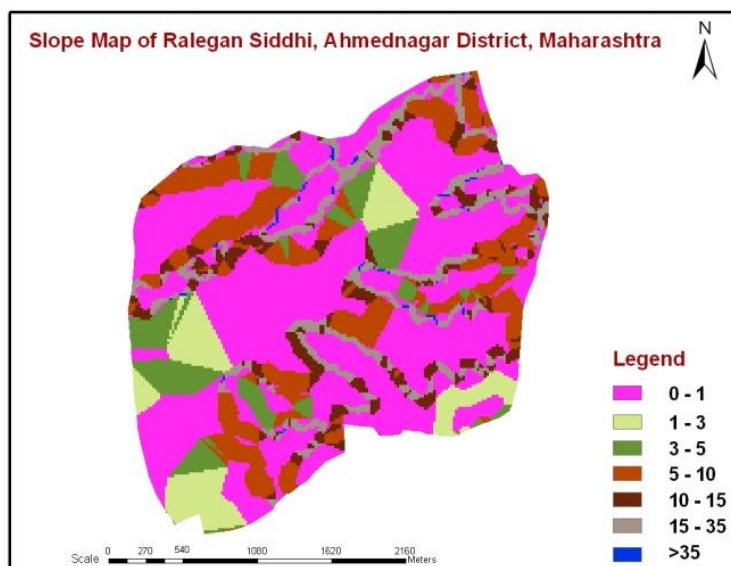 Slope Map of Ralegan Siddhi, Ahmednagar District, Maharashtra
N
Legend
0 - 1
1 - 3
3 - 5
5 - 10
10 - 15
15 - 35
>35
0 270 540 1080 1620 2160
Scale Meters